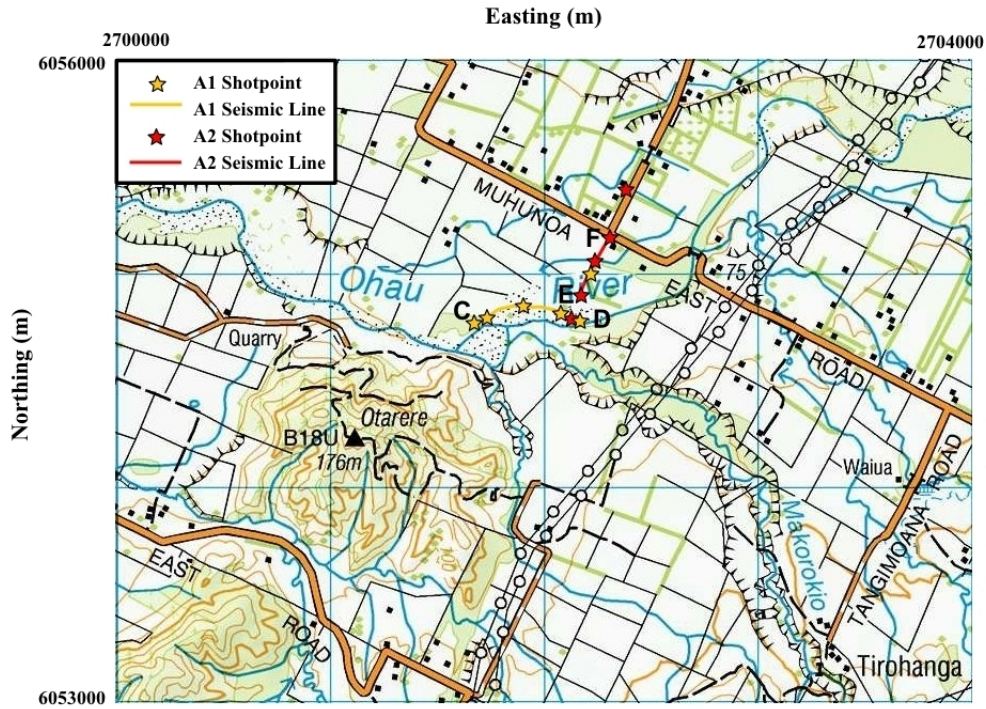 Easting (m)
2700000
2704000
6056000
A1 Shotpoint
A1 Seismic Line
A2 Shotpoint
A2 Seismic Line
MUHUNOA
F
75
Ohau
River
E
EAST
C
D
Quarry
ROAD
Northing (m)
Otarere
B18U
176m
Waiua
ROAD
Makorokio
TANGIMOANA
EAST
ROAD
Tirohanga
6053000